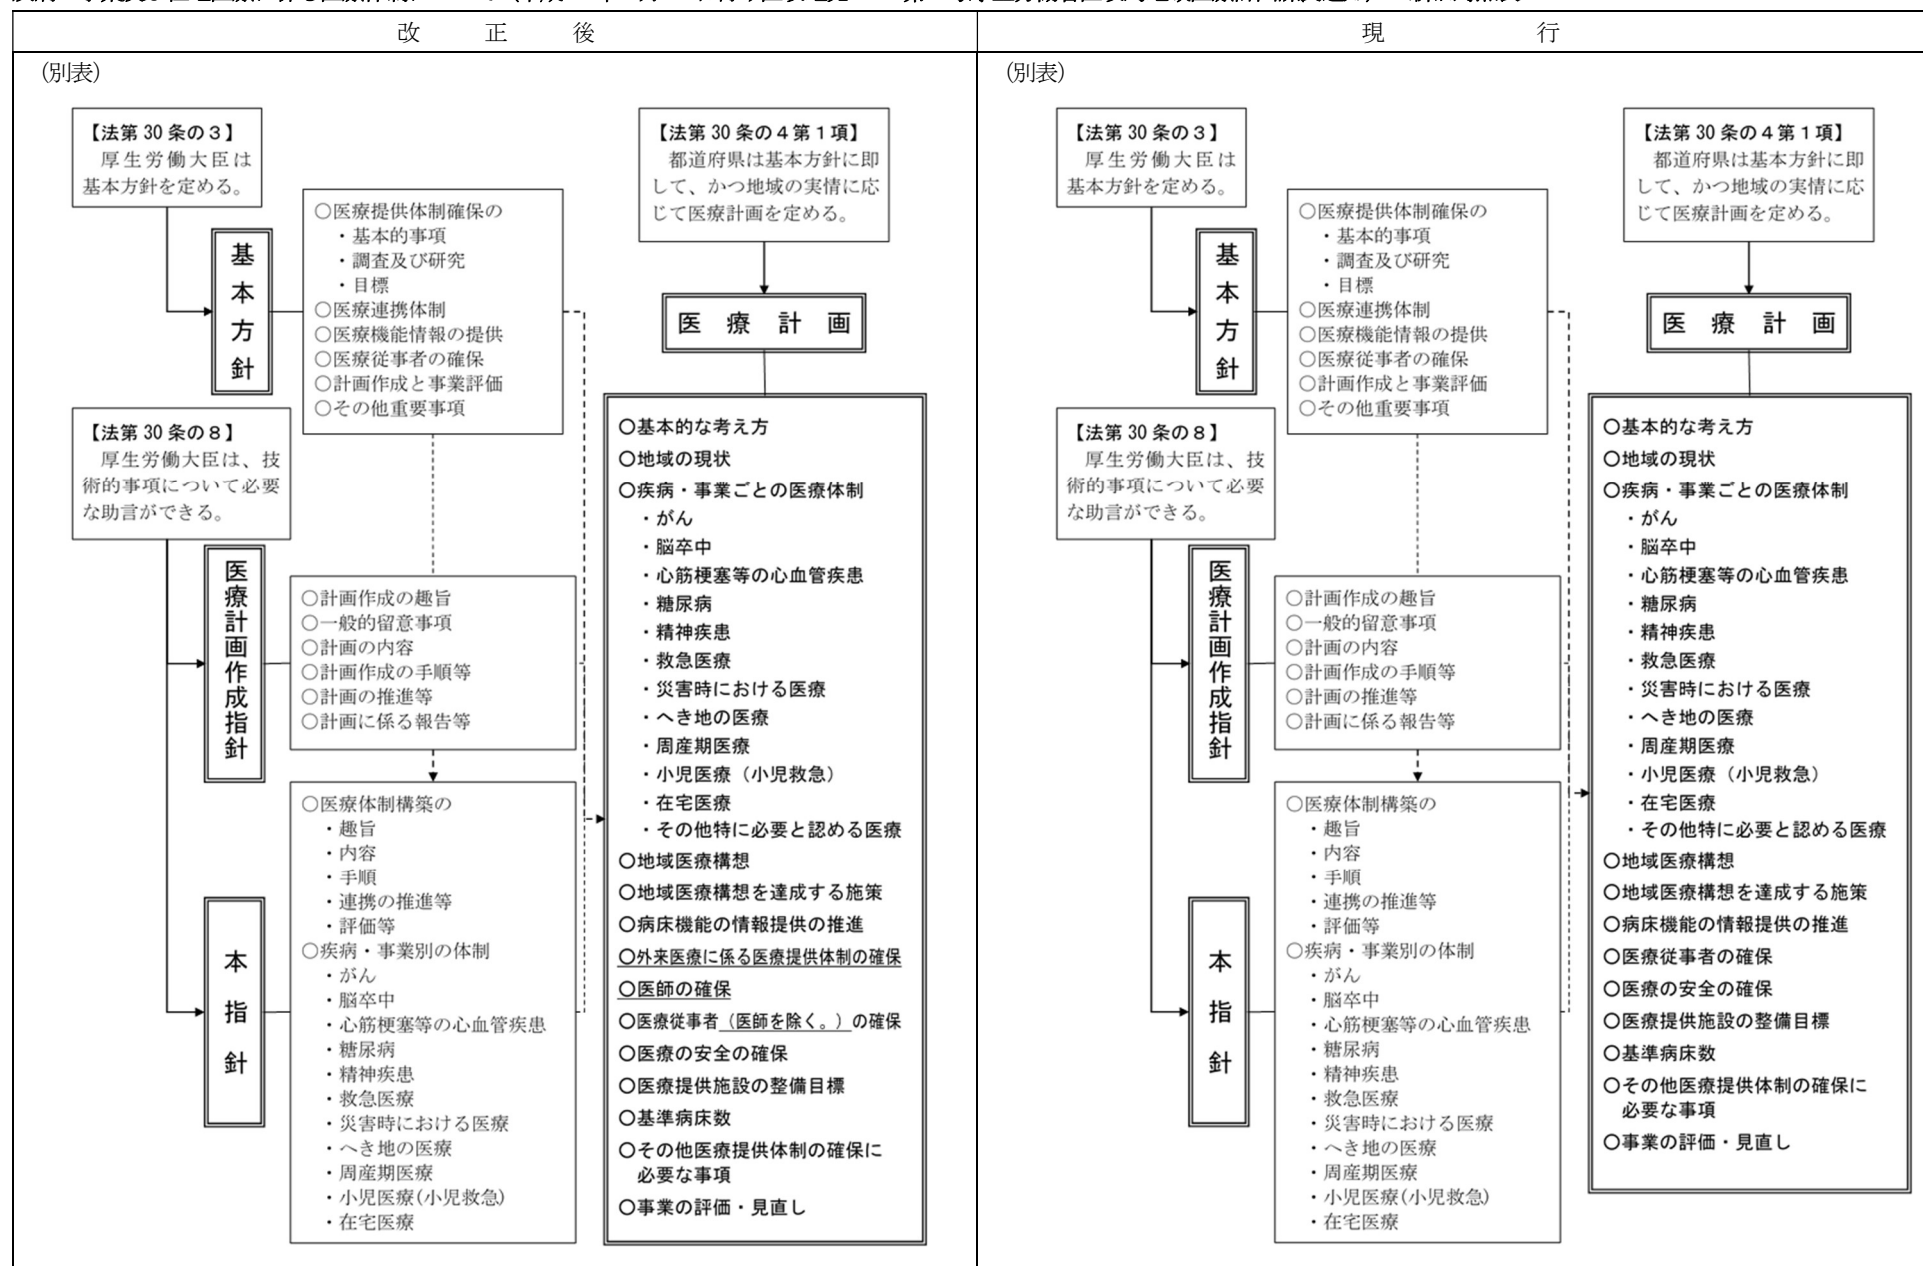 改正後
(別表)
【法第30条の3】
厚生労働大臣は
基本方針を定める。
基本方針
○医療提供体制確保の
・基本的事項
・調査及び研究
・目標
○医療連携体制
○医療機能情報の提供
○医療従事者の確保
○計画作成と事業評価
○その他重要事項
【法第30条の8】
厚生労働大臣は、技
術的事項について必要
な助言ができる。
医療計画作成指針
○計画作成の趣旨
○一般的留意事項
○計画の内容
○計画作成の手順等
○計画の推進等
○計画に係る報告等
本指針
○医療体制構築の
・趣旨
・内容
・手順
・連携の推進等
・評価等
○疾病・事業別の体制
・がん
・脳卒中
・心筋梗塞等の心血管疾患
・糖尿病
・精神疾患
・救急医療
・災害時における医療
・へき地の医療
・周産期医療
・小児医療(小児救急)
・在宅医療
【法第30条の4第1項】
都道府県は基本方針に即
して、かつ地域の実情に応
じて医療計画を定める。
医療計画
○基本的な考え方
○地域の現状
○疾病・事業ごとの医療体制
・がん
・脳卒中
・心筋梗塞等の心血管疾患
・糖尿病
・精神疾患
・救急医療
・災害時における医療
・へき地の医療
・周産期医療
・小児医療（小児救急）
・在宅医療
・その他特に必要と認める医療
○地域医療構想
○地域医療構想を達成する施策
○病床機能の情報提供の推進
○外来医療に係る医療提供体制の確保
○医師の確保
○医療従事者（医師を除く。）の確保
○医療の安全の確保
○医療提供施設の整備目標
○基準病床数
○その他医療提供体制の確保に
必要な事項
○事業の評価・見直し
現行
(別表)
【法第30条の3】
厚生労働大臣は
基本方針を定める。
基本方針
○医療提供体制確保の
・基本的事項
・調査及び研究
・目標
○医療連携体制
○医療機能情報の提供
○医療従事者の確保
○計画作成と事業評価
○その他重要事項
【法第30条の8】
厚生労働大臣は、技
術的事項について必要
な助言ができる。
医療計画作成指針
○計画作成の趣旨
○一般的留意事項
○計画の内容
○計画作成の手順等
○計画の推進等
○計画に係る報告等
本指針
○医療体制構築の
・趣旨
・内容
・手順
・連携の推進等
・評価等
○疾病・事業別の体制
・がん
・脳卒中
・心筋梗塞等の心血管疾患
・糖尿病
・精神疾患
・救急医療
・災害時における医療
・へき地の医療
・周産期医療
・小児医療(小児救急)
・在宅医療
【法第30条の4第1項】
都道府県は基本方針に即
して、かつ地域の実情に応
じて医療計画を定める。
医療計画
○基本的な考え方
○地域の現状
○疾病・事業ごとの医療体制
・がん
・脳卒中
・心筋梗塞等の心血管疾患
・糖尿病
・精神疾患
・救急医療
・災害時における医療
・へき地の医療
・周産期医療
・小児医療（小児救急）
・在宅医療
・その他特に必要と認める医療
○地域医療構想
○地域医療構想を達成する施策
○病床機能の情報提供の推進
○医療従事者の確保
○医療の安全の確保
○医療提供施設の整備目標
○基準病床数
○その他医療提供体制の確保に
必要な事項
○事業の評価・見直し